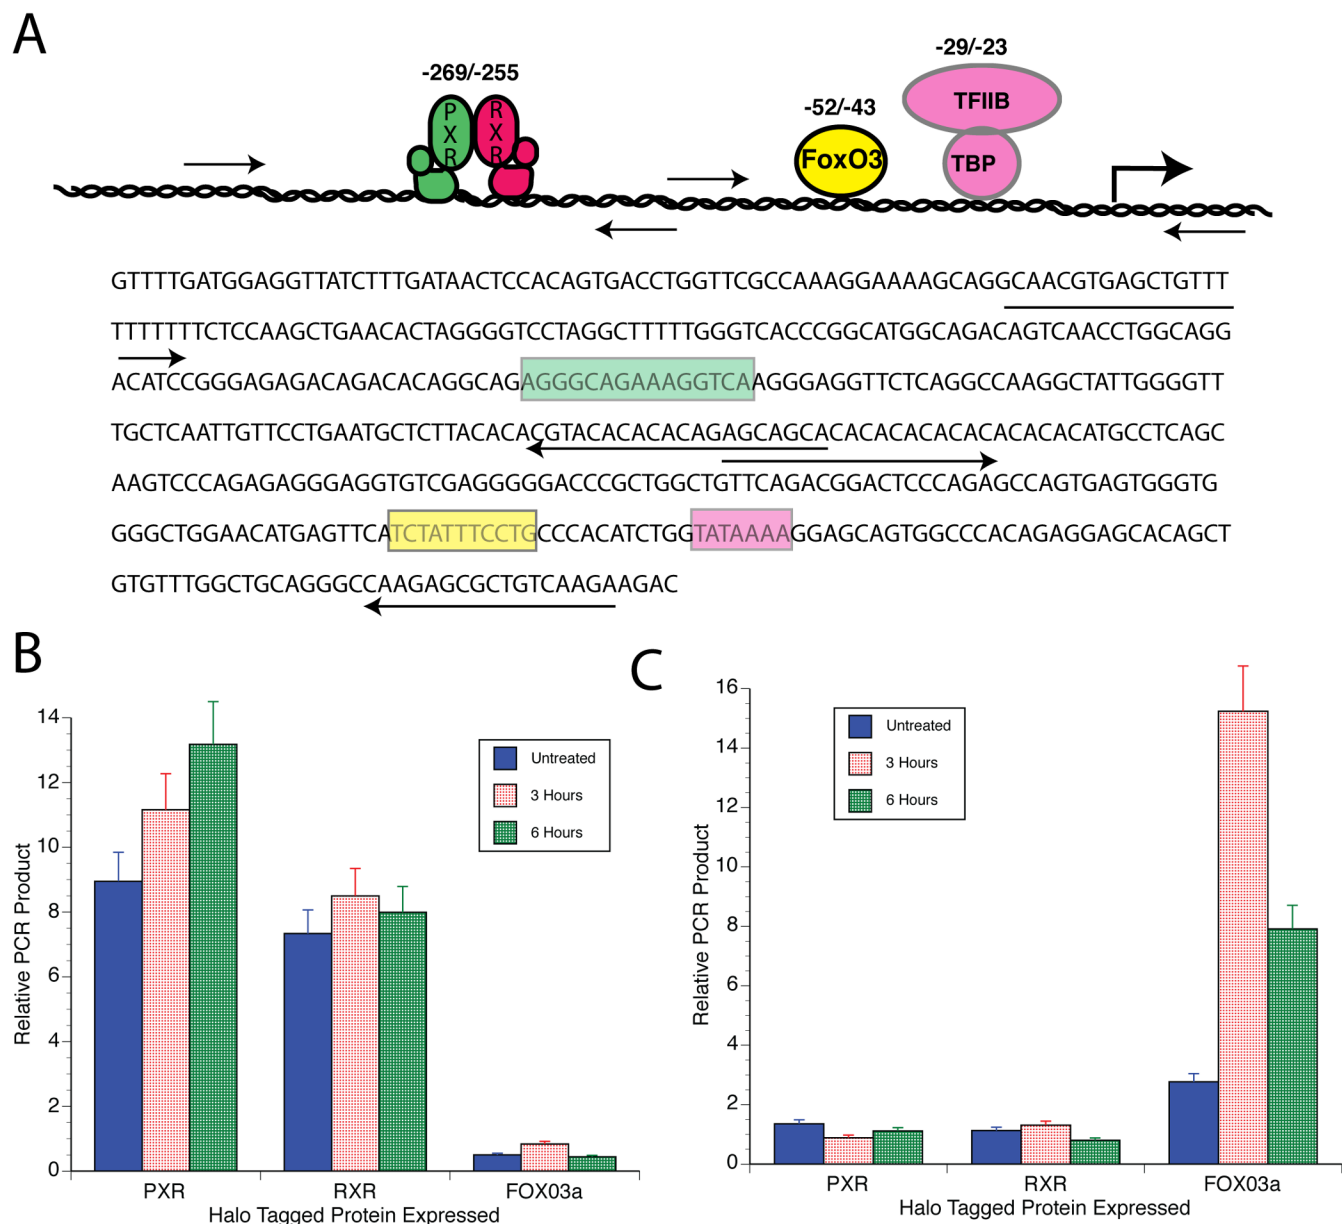 A
-269/-255
-29/-23
-52/-43
TFIIB
PXR
RXR
FoxO3
TBP
GTTTTGATGGAGGTTATCTTTGATAACTCCACAGTGACCTGGTTCGCCAAAGGAAAAGCAGGCAACGTGAGCTGTTT
TTTTTTTCTCCAAGCTGAACACTAGGGGTCCTAGGCTTTTTGGGTCACCCGGCATGGCAGACAGTCAACCTGGCAGG
ACATCCGGGAGAGACAGACACAGGCAGAGGGCAGAAAGGTCAAGGGAGGTTCTCAGGCCAAGGCTATTGGGGTT
TGCTCAATTGTTCCTGAATGCTCTTACACACGTACACACACAGAGCAGCACACACACACACACACACATGCCTCAGC
AAGTCCCAGAGAGGGAGGTGTCGAGGGGGACCCGCTGGCTGTTCAGACGGACTCCCAGAGCCAGTGAGTGGGTG
GGGCTGGAACATGAGTTCATCTATTTCCTGCCCACATCTGGTATAAAAGGAGCAGTGGCCCACAGAGGAGCACAGCT
GTGTTTGGCTGCAGGGCCAAGAGCGCTGTCAAGAAGAC
B
14
12
10
8
6
4
2
0
Relative PCR Product
Untreated
3 Hours
6 Hours
PXR
RXR
FOX03a
Halo Tagged Protein Expressed
C
16
14
12
10
8
6
4
2
0
Relative PCR Product
Untreated
3 Hours
6 Hours
PXR
RXR
FOX03a
Halo Tagged Protein Expressed